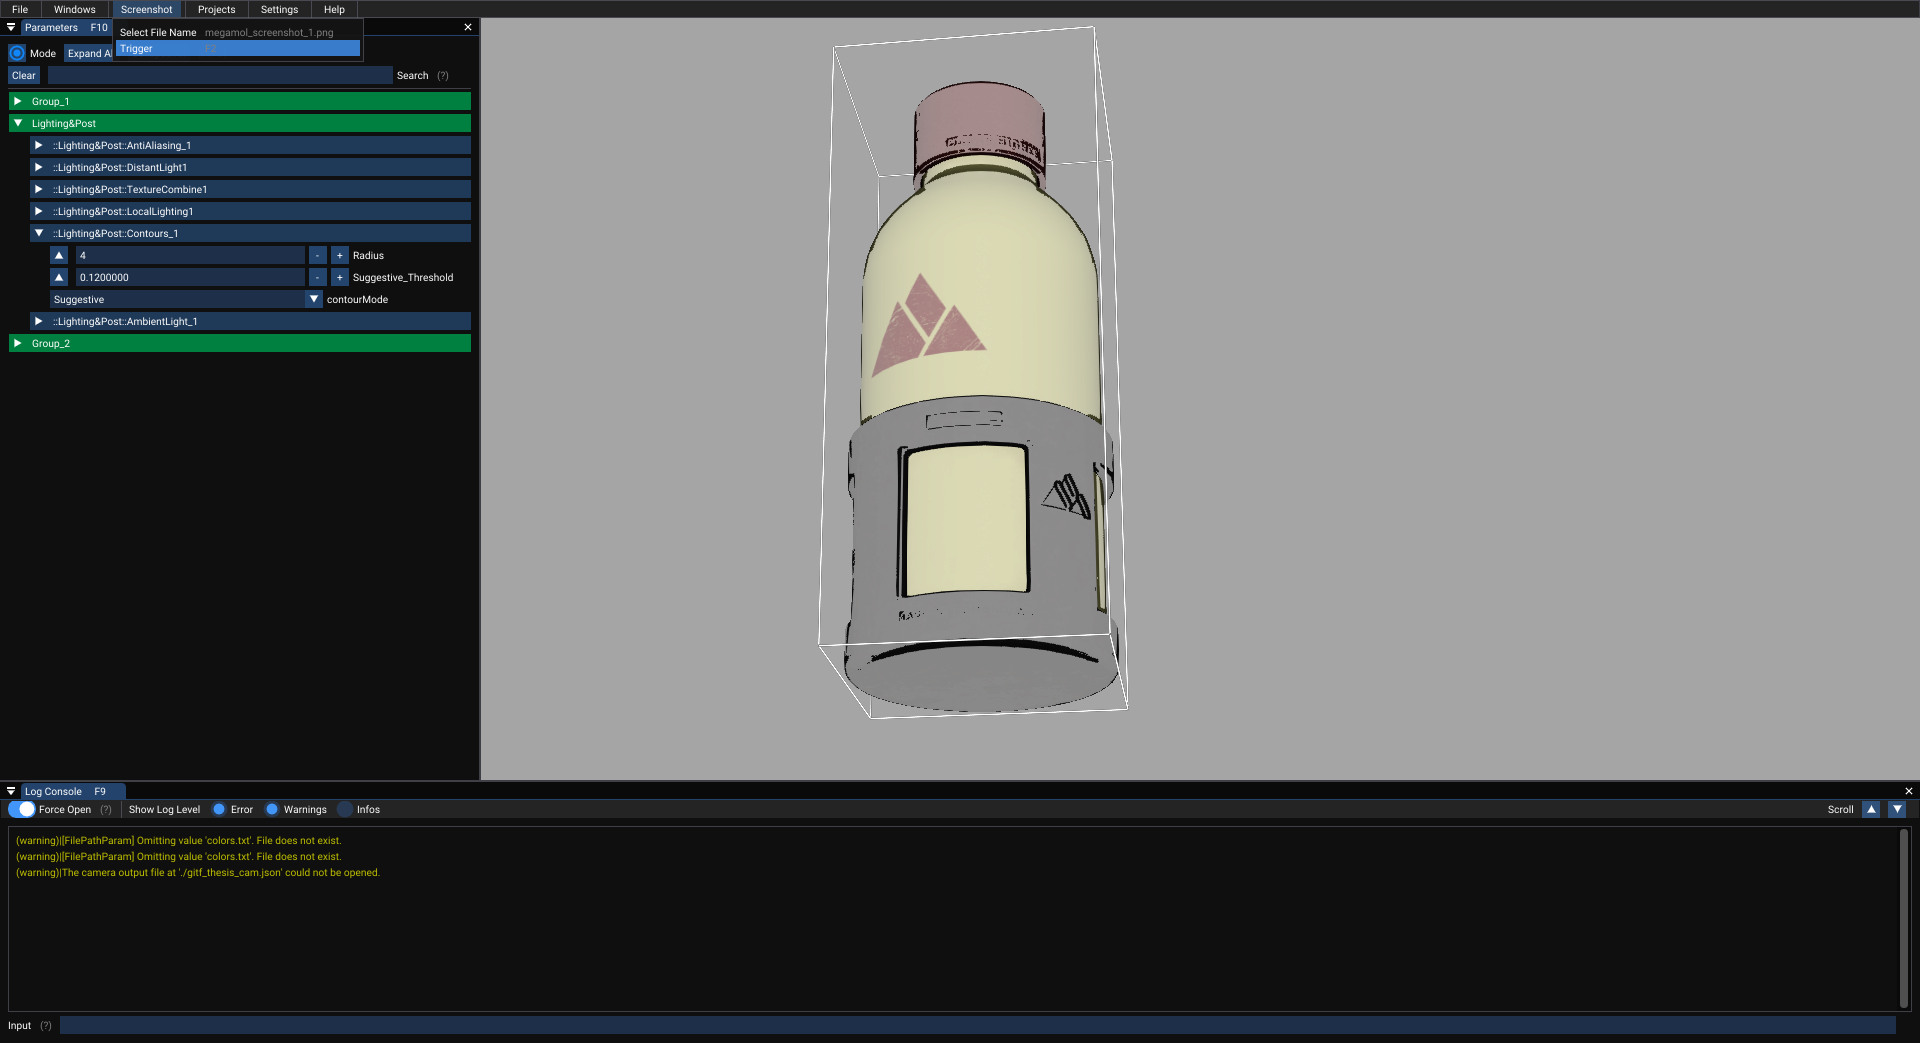 File Windows Screenshot Projects Settings Help
Parameters F10
Select File Name megamol_screenshot_1.png
Trigger F2
Mode Expand Al
Clear Search (?)
Group_1
Lighting&Post
::Lighting&Post::AntiAliasing_1
::Lighting&Post::DistantLight1
::Lighting&Post::TextureCombine1
::Lighting&Post::LocalLighting1
::Lighting&Post::Contours_1
4 - + Radius
0.1200000 - + Suggestive_Threshold
Suggestive contourMode
::Lighting&Post::AmbientLight_1
Group_2
Log Console F9
Force Open (?) Show Log Level Error Warnings Infos Scroll
(warning)|[FilePathParam] Omitting value 'colors.txt'. File does not exist.
(warning)|[FilePathParam] Omitting value 'colors.txt'. File does not exist.
(warning)|The camera output file at './gitf_thesis_cam.json' could not be opened.
Input (?)